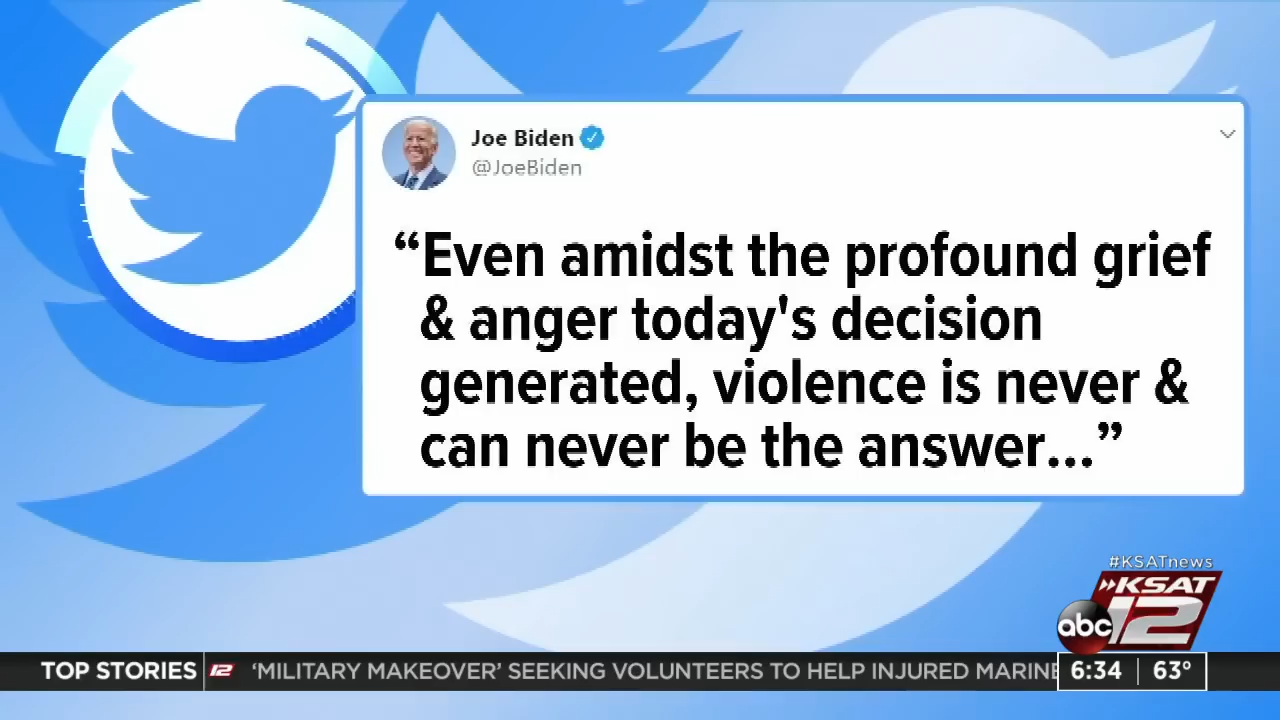 Joe Biden
@JoeBiden
“Even amidst the profound grief
& anger today's decision
generated, violence is never &
can never be the answer...”
#KSATnews
KSAT
abc 12
TOP STORIES 12 ‘MILITARY MAKEOVER’ SEEKING VOLUNTEERS TO HELP INJURED MARINE 6:34 63°